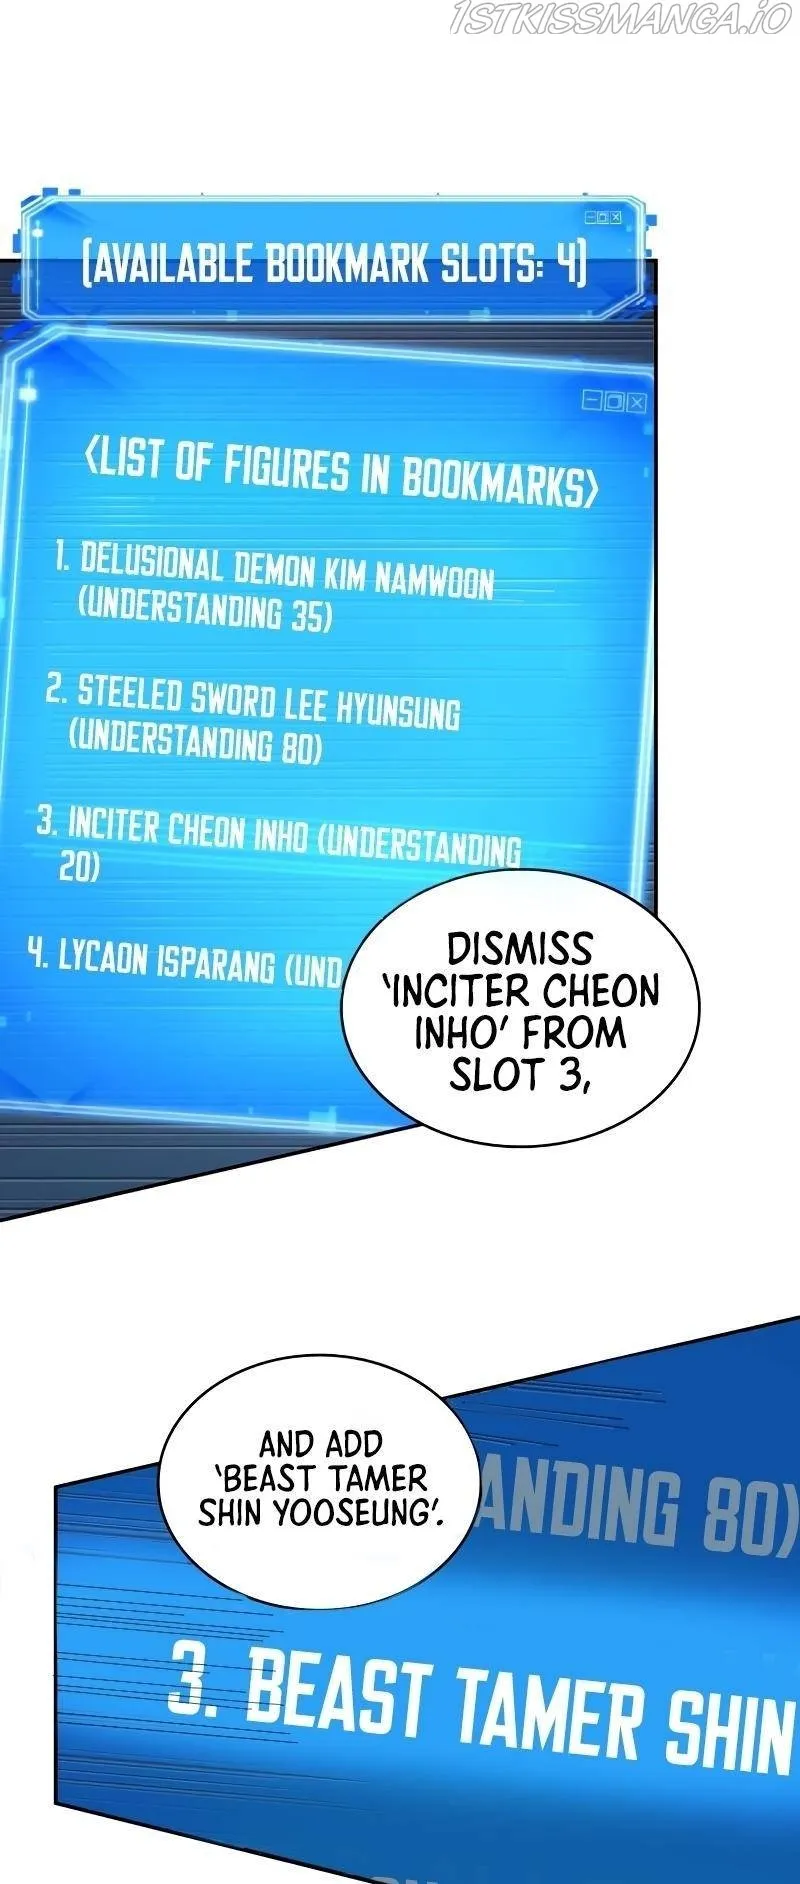 1STKISSMANGA.IO
[AVAILABLE BOOKMARK SLOTS: 4]
<LIST OF FIGURES IN BOOKMARKS>
1. DELUSIONAL DEMON KIM NAMWOON
(UNDERSTANDING 35)
2. STEELED SWORD LEE HYUNSUNG
(UNDERSTANDING 80)
3. INCITER CHEON INHO (UNDERSTANDING
20)
4. LYCAON ISPARANG (UND
DISMISS
'INCITER CHEON
INHO' FROM
SLOT 3,
AND ADD
'BEAST TAMER
SHIN YOOSEUNG'.
ANDING 80)
3. BEAST TAMER SHIN